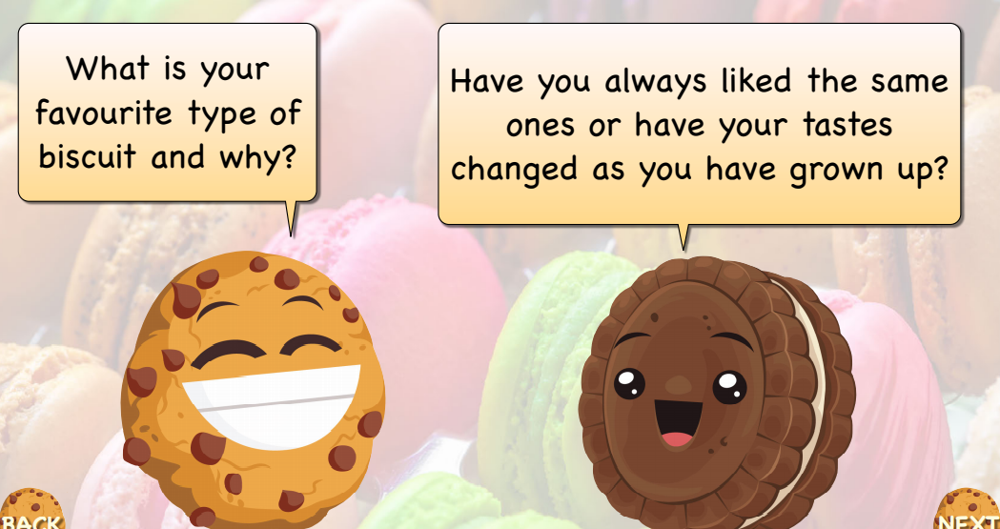 What is your
favourite type of
biscuit and why?
Have you always liked the same
ones or have your tastes
changed as you have grown up?
BACK
NEXT